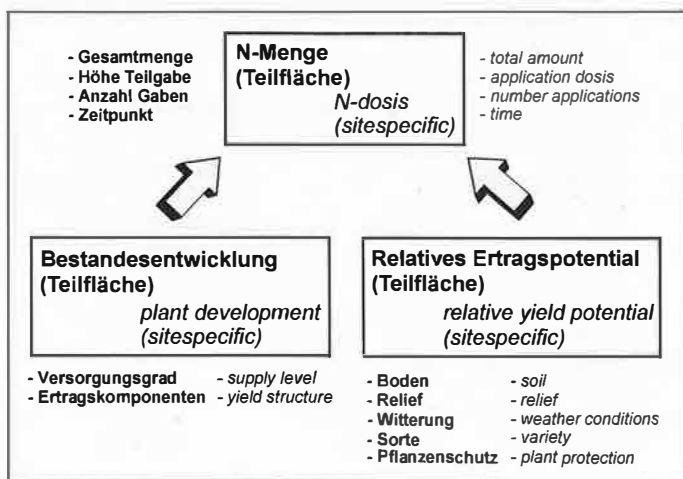 - Gesamtmenge
- Höhe Teilgabe
- Anzahl Gaben
- Zeitpunkt
N-Menge
(Teilfläche)
N-dosis
(sitespecific)
- total amount
- application dosis
- number applications
- time
Bestandesentwicklung
(Teilfläche)
plant development
(sitespecific)
Relatives Ertragspotential
(Teilfläche)
relative yield potential
(sitespecific)
- Versorgungsgrad - supply level
- Ertragskomponenten - yield structure
- Boden - soil
- Relief - relief
- Witterung - weather conditions
- Sorte - variety
- Pflanzenschutz - plant protection